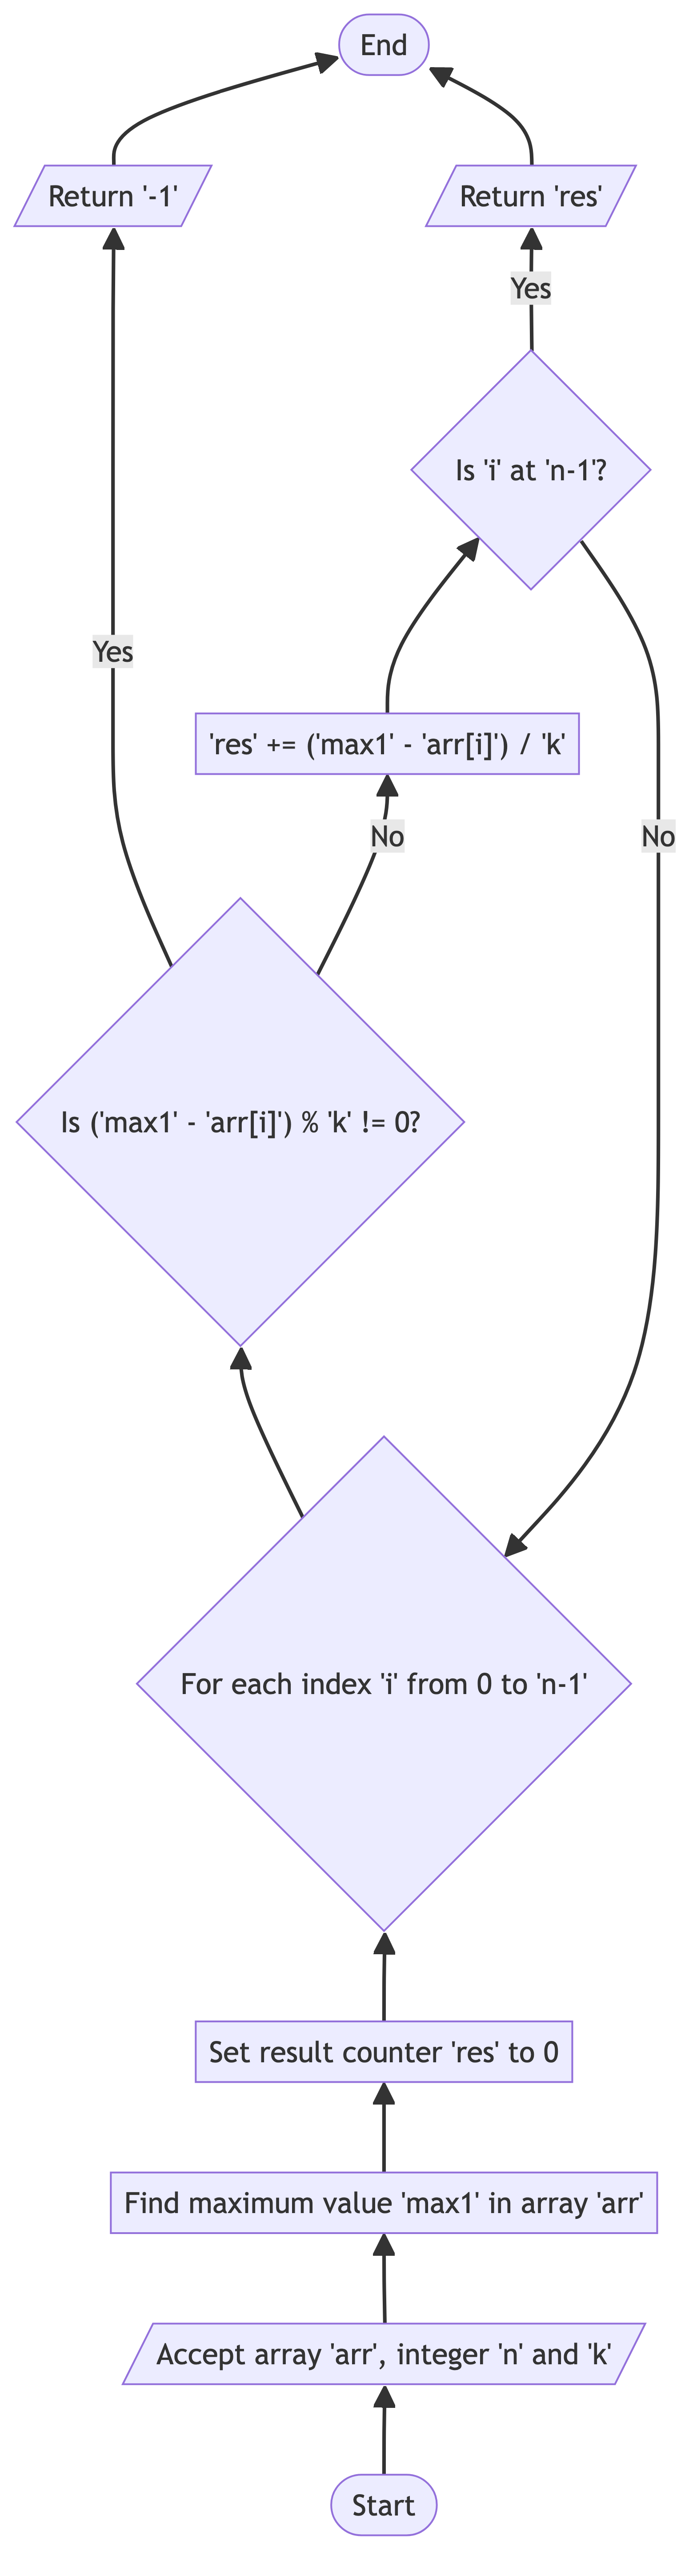 End
Return '-1'
Return 'res'
Yes
Is 'i' at 'n-1'?
Yes
'res' += ('max1' - 'arr[i]') / 'k'
No
No
Is ('max1' - 'arr[i]') % 'k' != 0?
For each index 'i' from 0 to 'n-1'
Set result counter 'res' to 0
Find maximum value 'max1' in array 'arr'
Accept array 'arr', integer 'n' and 'k'
Start